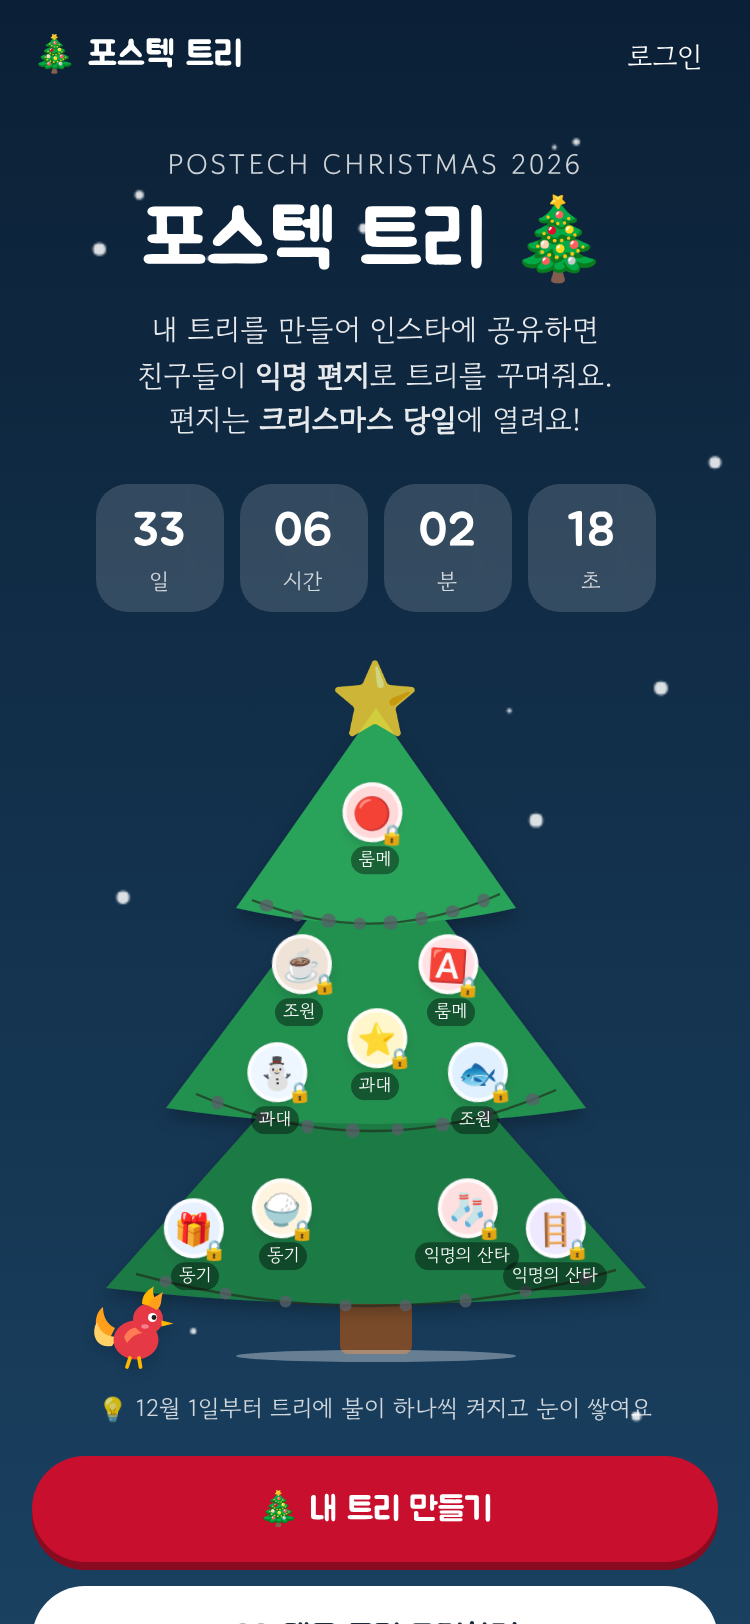 포스텍 트리
로그인
POSTECH CHRISTMAS 2026
포스텍 트리
내 트리를 만들어 인스타에 공유하면
친구들이 익명 편지로 트리를 꾸며줘요.
편지는 크리스마스 당일에 열려요!
33 06 02 18
일 시간 분 초
룸메
조원 룸메
과대
과대 조원
동기 익명의 산타
동기 익명의 산타
12월 1일부터 트리에 불이 하나씩 켜지고 눈이 쌓여요
내 트리 만들기